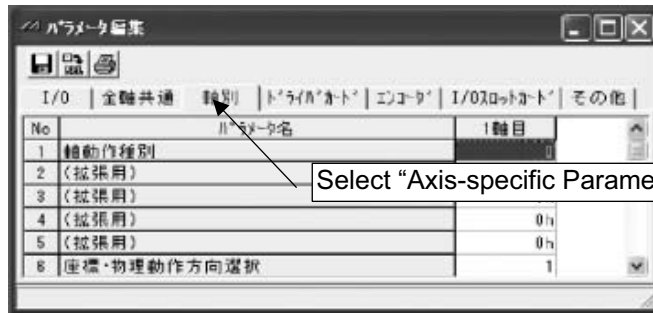 パラメータ編集
I/O 全軸共通 軸別 ドライバカード エンコーダ I/Oスロットカード その他
No パラメータ名 1軸目
1 軸動作種別 0
2 (拡張用)
Select “Axis-specific Parame
3 (拡張用)
4 (拡張用) 0h
5 (拡張用) 0h
6 座標・物理動作方向選択 1